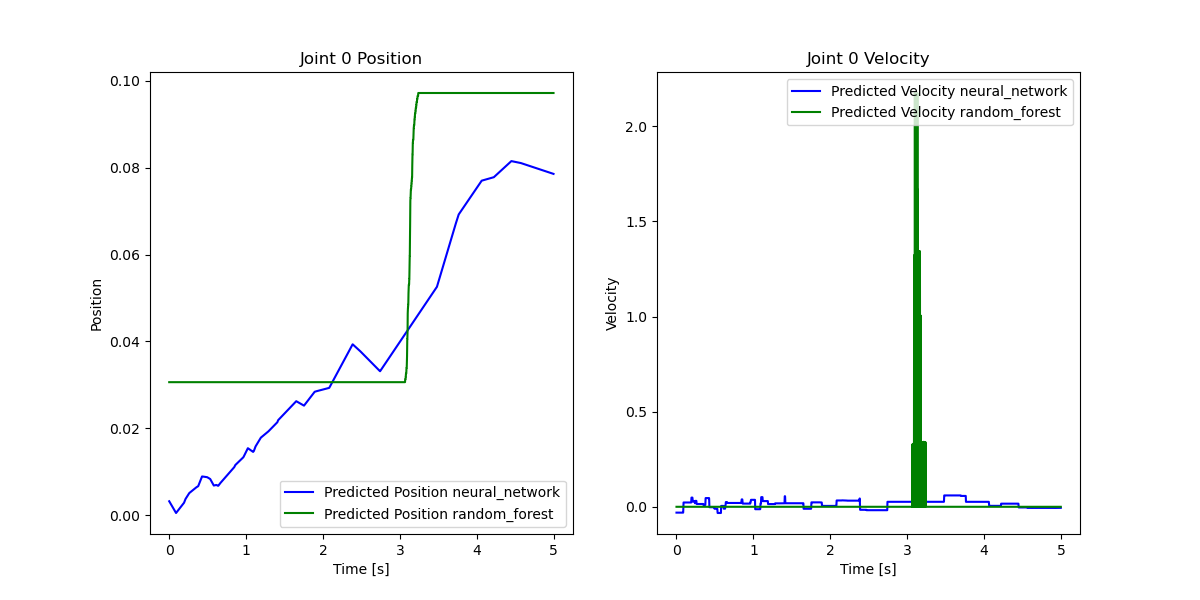 Joint 0 Position
0.10
0.08
0.06
0.04
0.02
0.00
Position
Predicted Position neural_network
Predicted Position random_forest
0 1 2 3 4 5
Time [s]
Joint 0 Velocity
Predicted Velocity neural_network
Predicted Velocity random_forest
2.0
1.5
1.0
0.5
0.0
Velocity
0 1 2 3 4 5
Time [s]